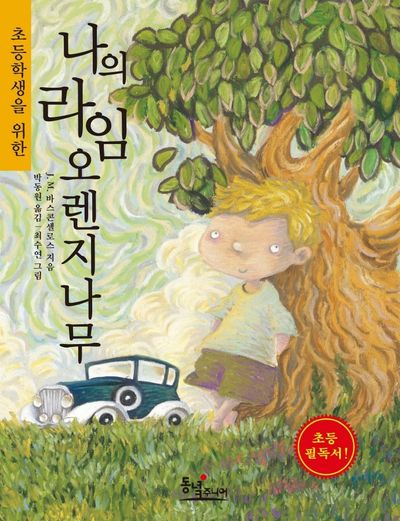 초등학생을 위한
나의
라임
오렌지나무
J. M. 바스콘셀로스 지음
박동원 옮김 – 최수연 그림
초등
필독서!
동녘주니어